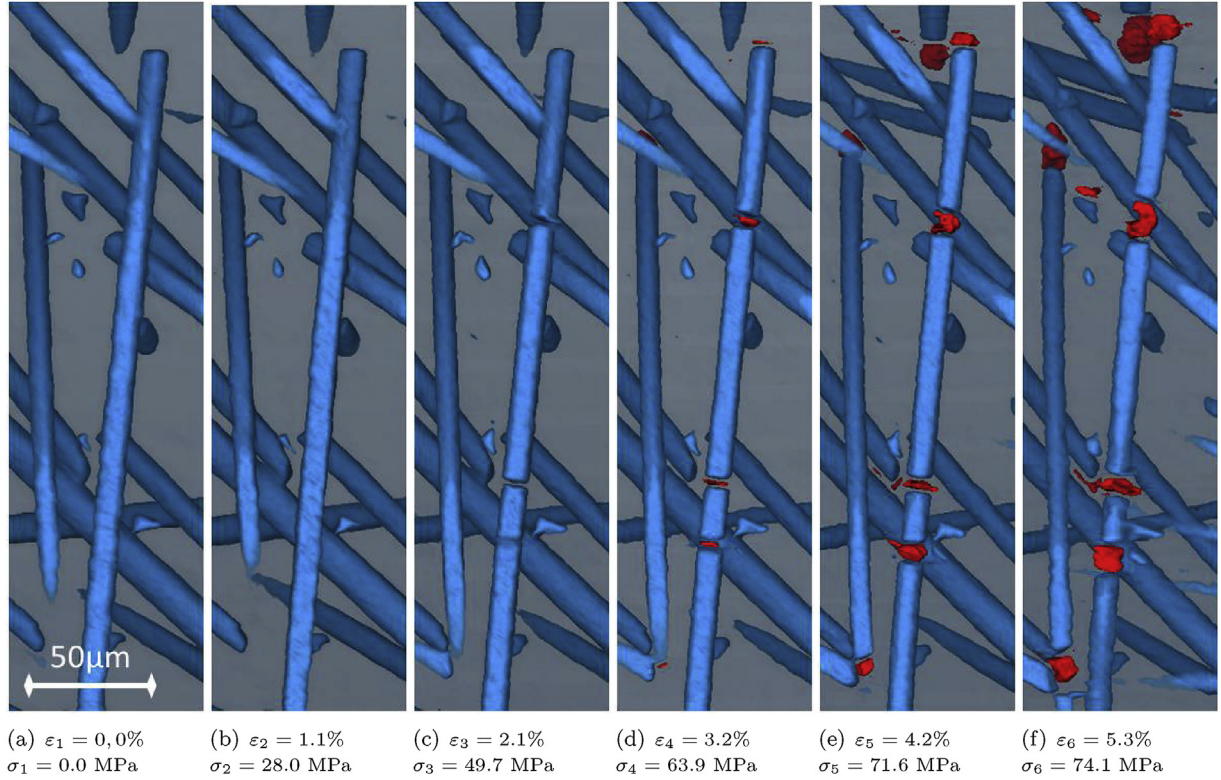 50μm
(a) ε₁ = 0,0%
σ₁ = 0.0 MPa
(b) ε₂ = 1.1%
σ₂ = 28.0 MPa
(c) ε₃ = 2.1%
σ₃ = 49.7 MPa
(d) ε₄ = 3.2%
σ₄ = 63.9 MPa
(e) ε₅ = 4.2%
σ₅ = 71.6 MPa
(f) ε₆ = 5.3%
σ₆ = 74.1 MPa